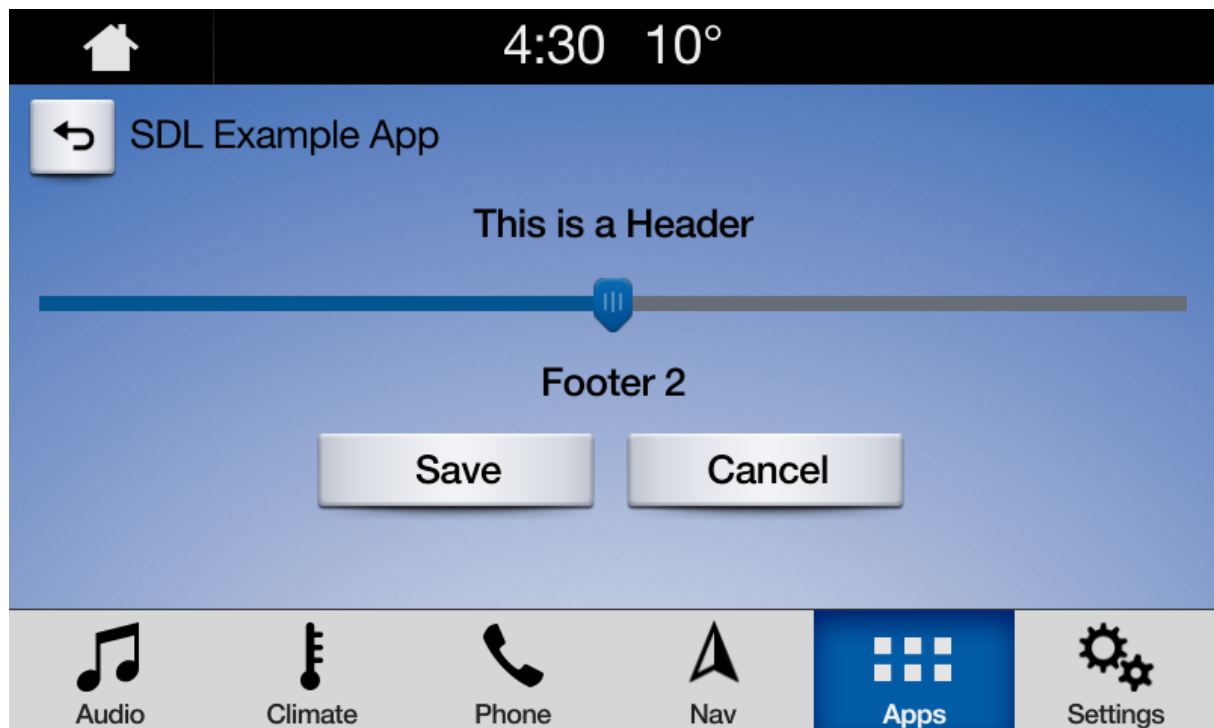 4:30 10°
SDL Example App
This is a Header
Footer 2
Save Cancel
Audio Climate Phone Nav Apps Settings